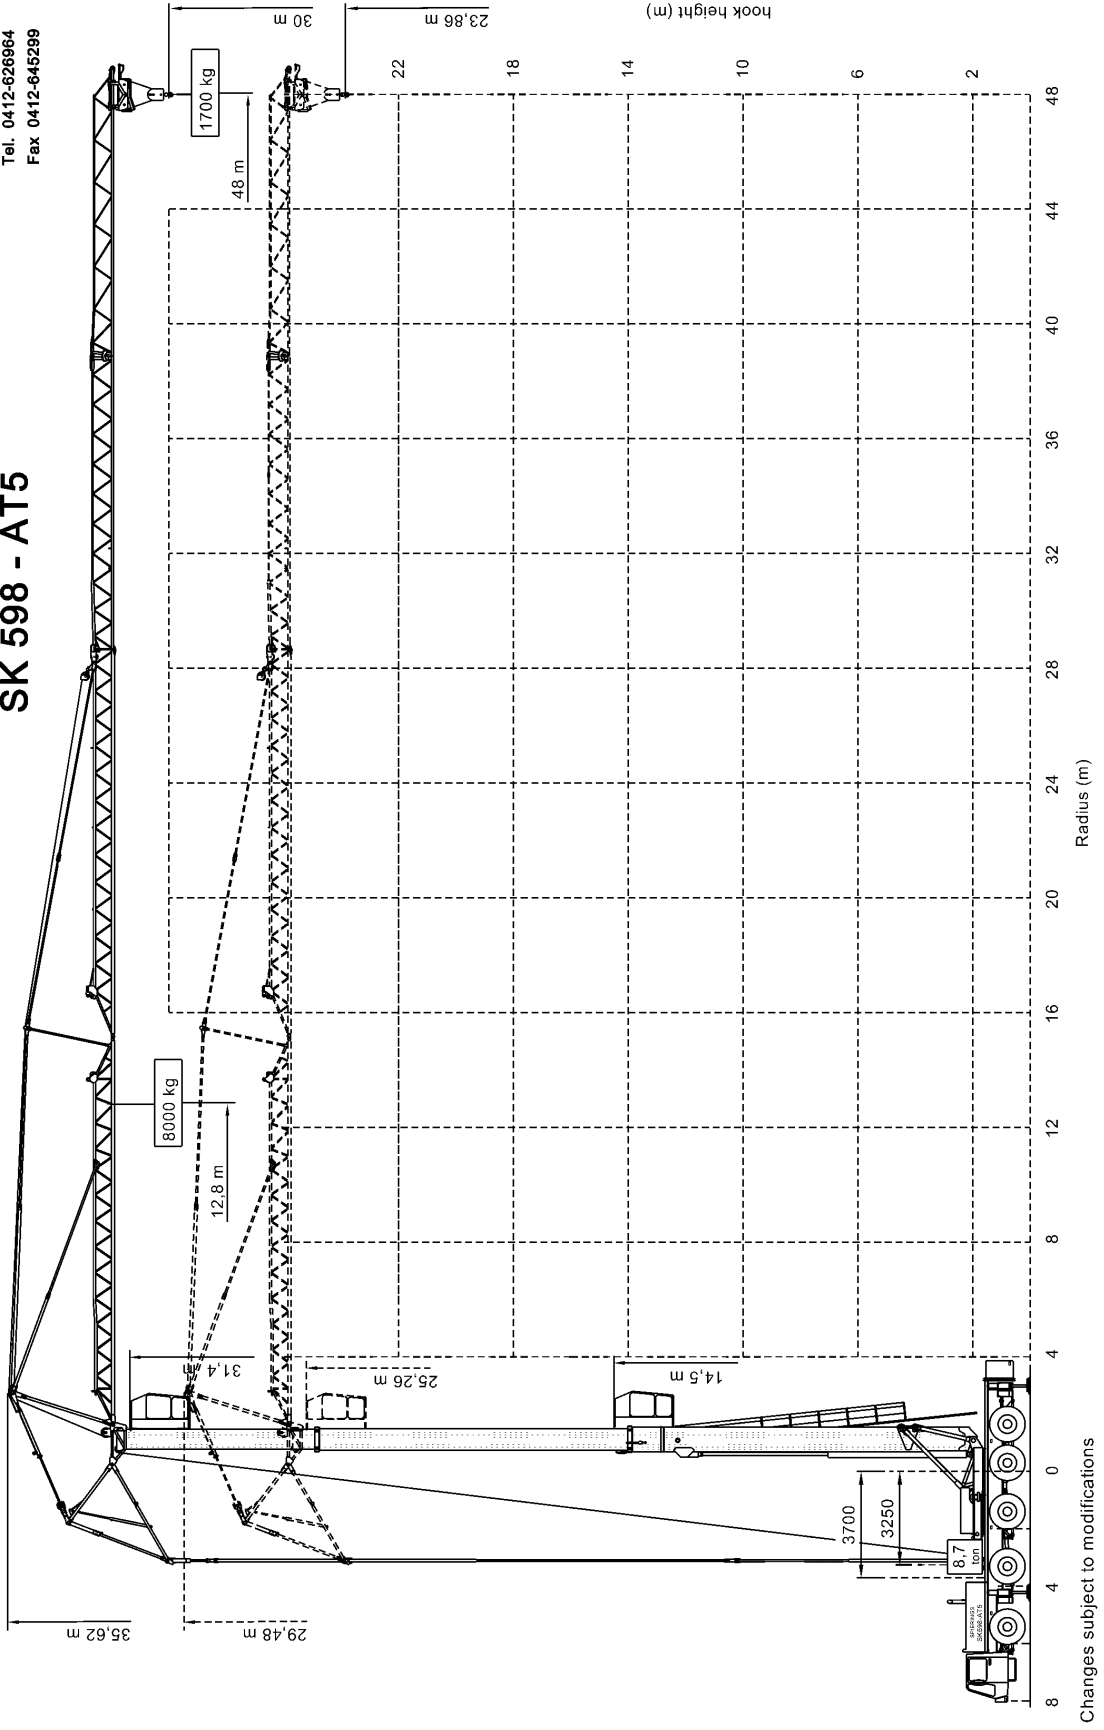 Tel. 0412-626964
Fax 0412-645299
SK 598 - AT5
35,62 m
29,48 m
31,4 m
25,26 m
14,5 m
30 m
23,86 m
hook height (m)
8000 kg
12,8 m
1700 kg
48 m
22
18
14
10
6
2
3700
3250
8,7
ton
SPIERINGS
SK598-AT5
8
4
0
4
8
12
16
20
24
28
32
36
40
44
48
Radius (m)
Changes subject to modifications